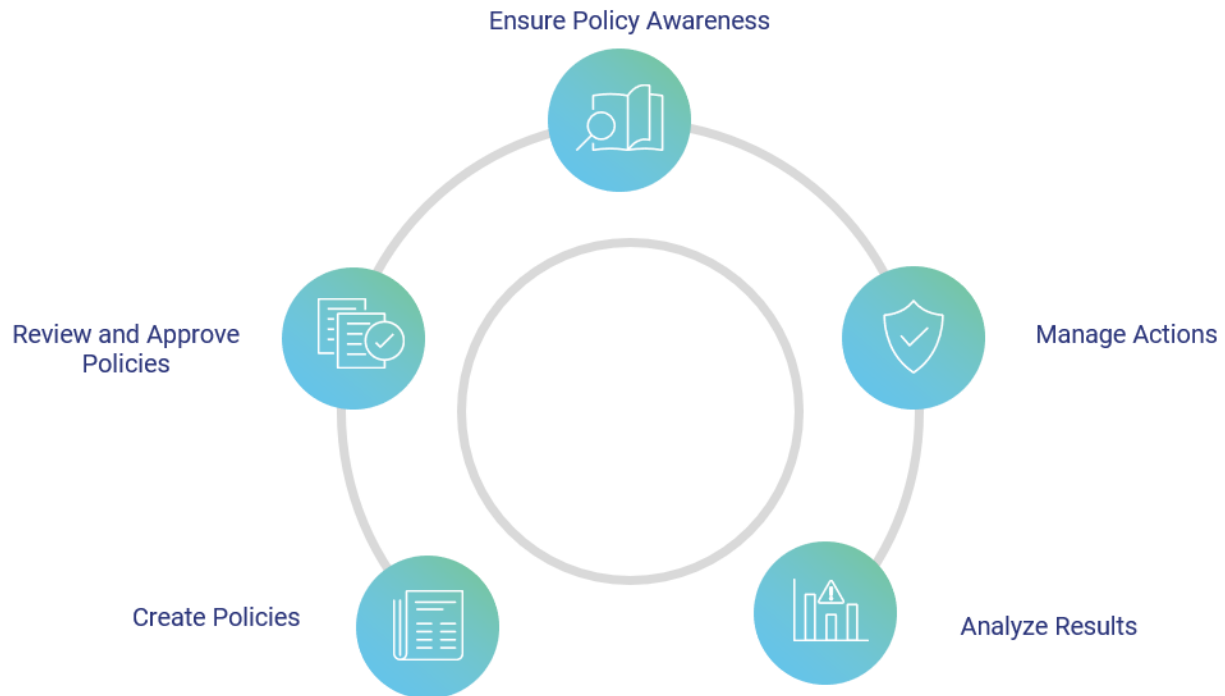 Ensure Policy Awareness
Review and Approve
Policies
Manage Actions
Create Policies
Analyze Results